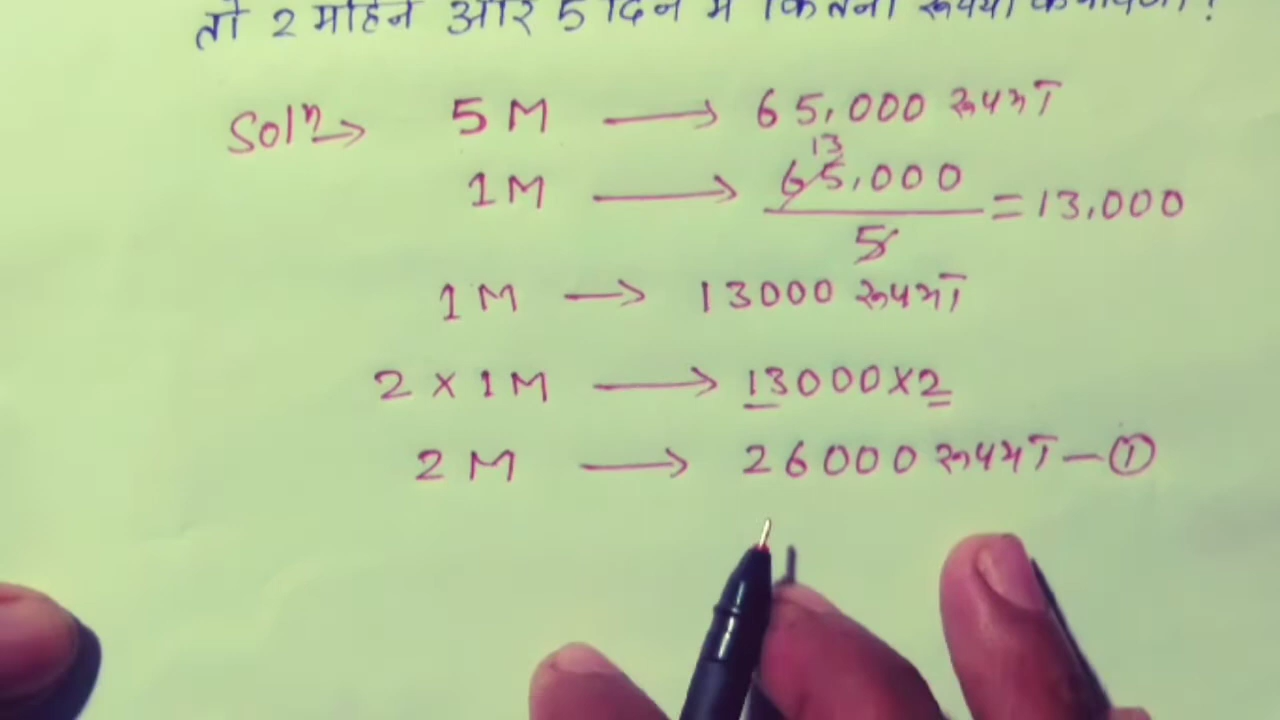 तो 2 महिने और 5 दिन में कितना रूपया कमायेगा?
Solⁿ→ 5 M → 65,000 रूपया
13
1 M → 65,000 / 5 = 13,000
1 M → 13000 रूपया
2 × 1 M → 13000×2
2 M → 26000 रूपया – ①